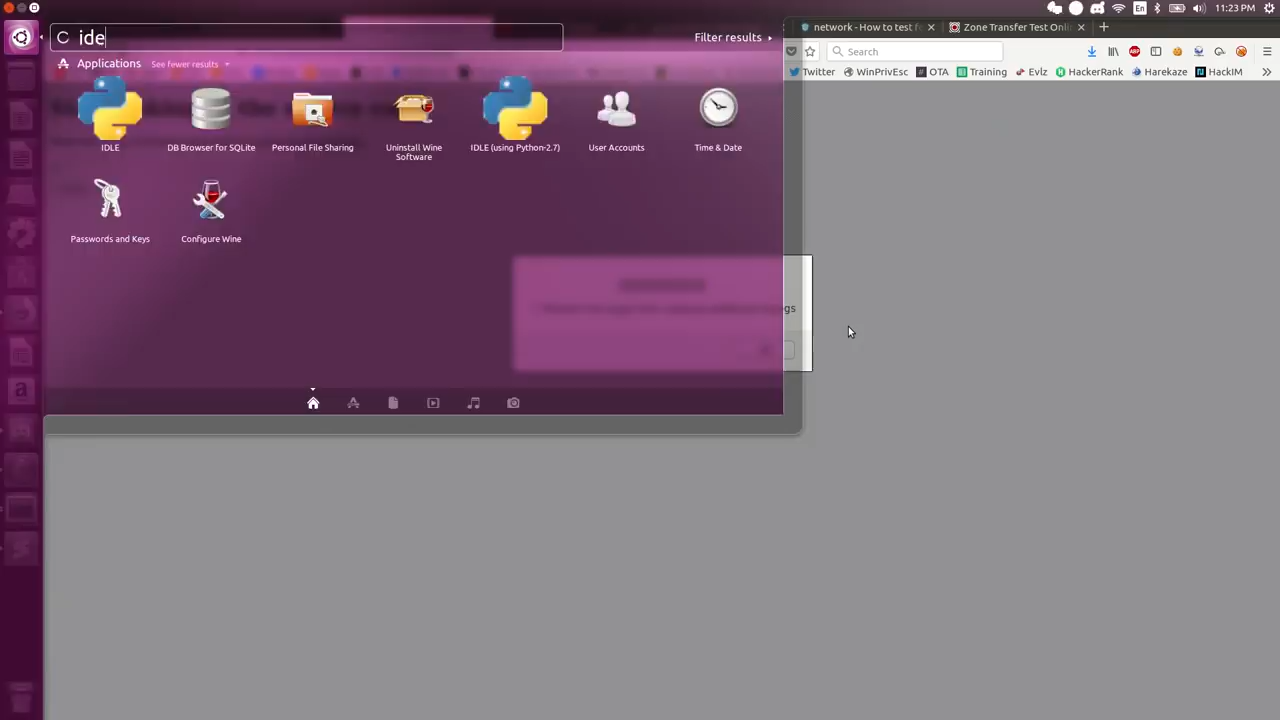 En
11:23 PM
ide
Filter results
network - How to test f
Zone Transfer Test Onli
Search
Applications
See fewer results
Twitter
WinPrivEsc
OTA
Training
Evlz
HackerRank
Harekaze
HackIM
IDLE
DB Browser for SQLite
Personal File Sharing
Uninstall Wine
Software
IDLE (using Python-2.7)
User Accounts
Time & Date
Passwords and Keys
Configure Wine
gs